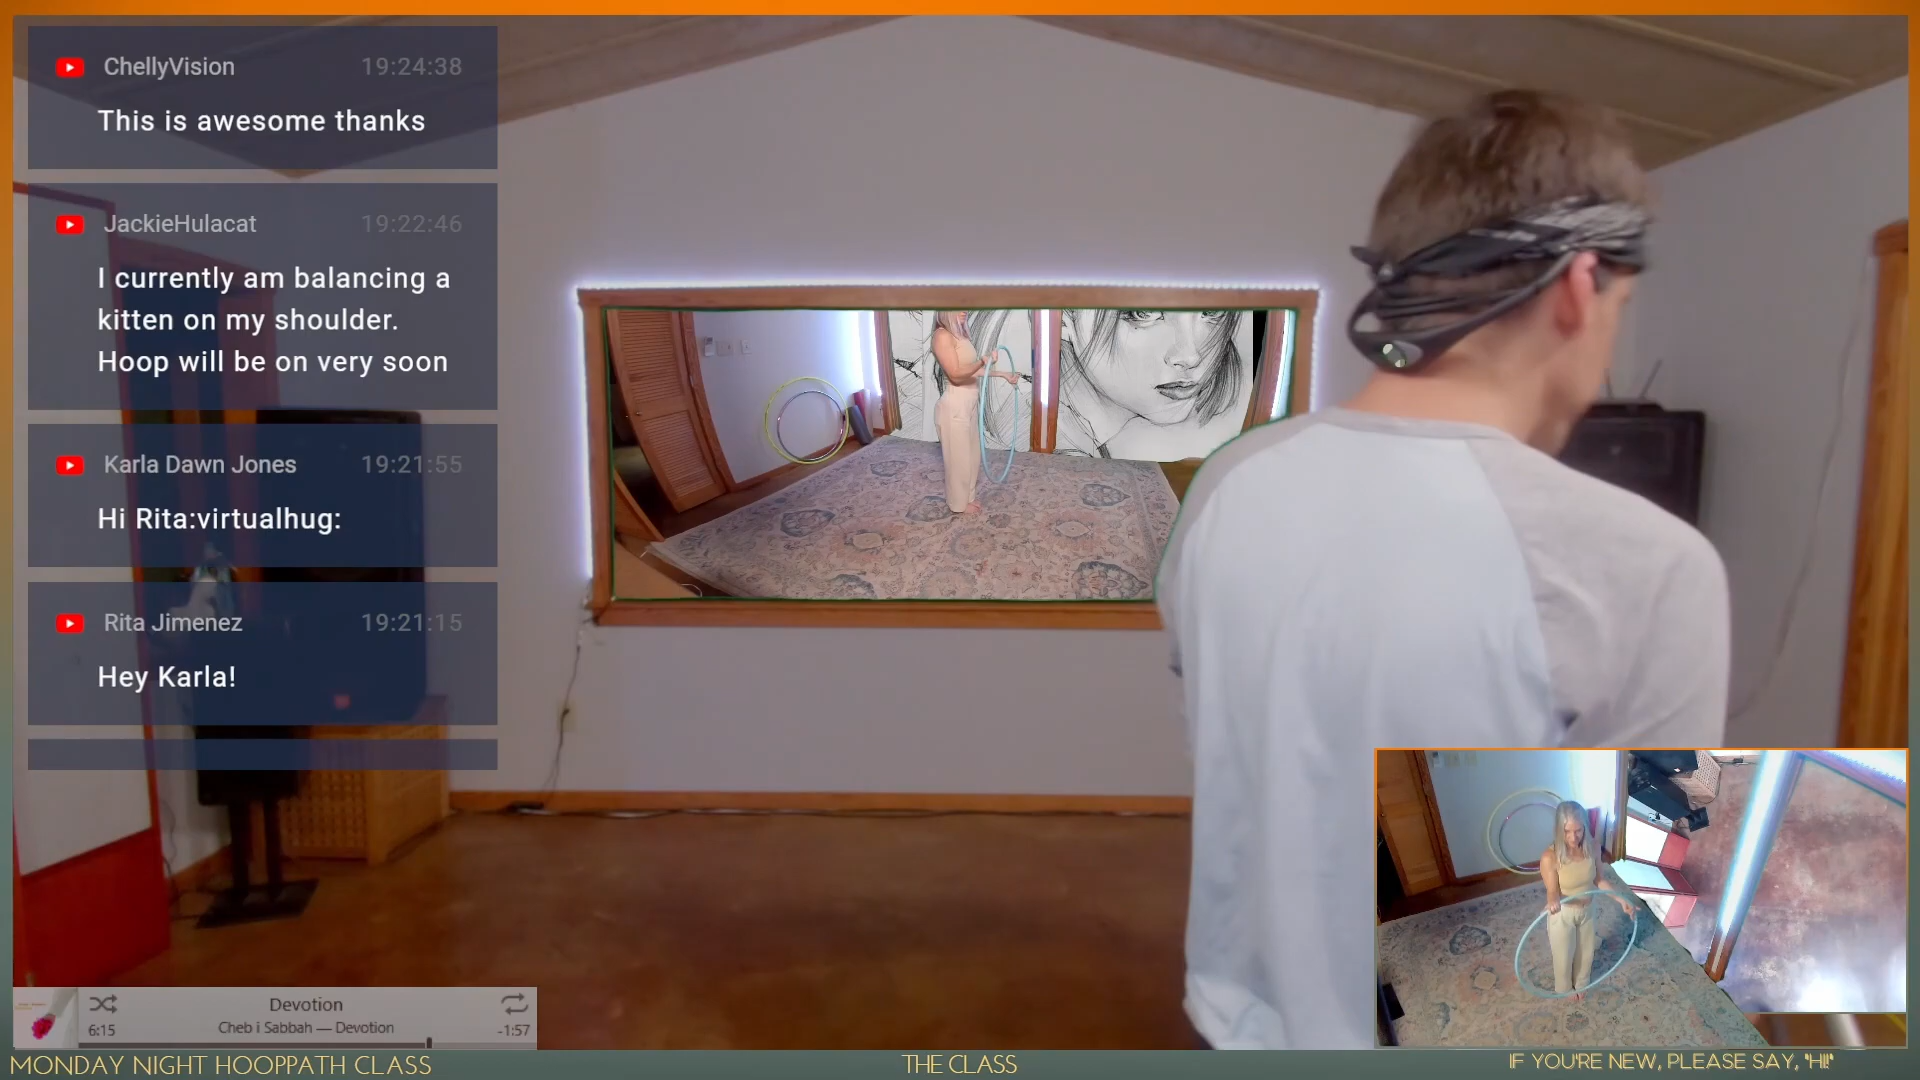 ChellyVision 19:24:38
This is awesome thanks
JackieHulacat 19:22:46
I currently am balancing a
kitten on my shoulder.
Hoop will be on very soon
Karla Dawn Jones 19:21:55
Hi Rita:virtualhug:
Rita Jimenez 19:21:15
Hey Karla!
Devotion
6:15 Cheb i Sabbah — Devotion -1:57
MONDAY NIGHT HOOPPATH CLASS
THE CLASS
IF YOU'RE NEW, PLEASE SAY, "HI!"